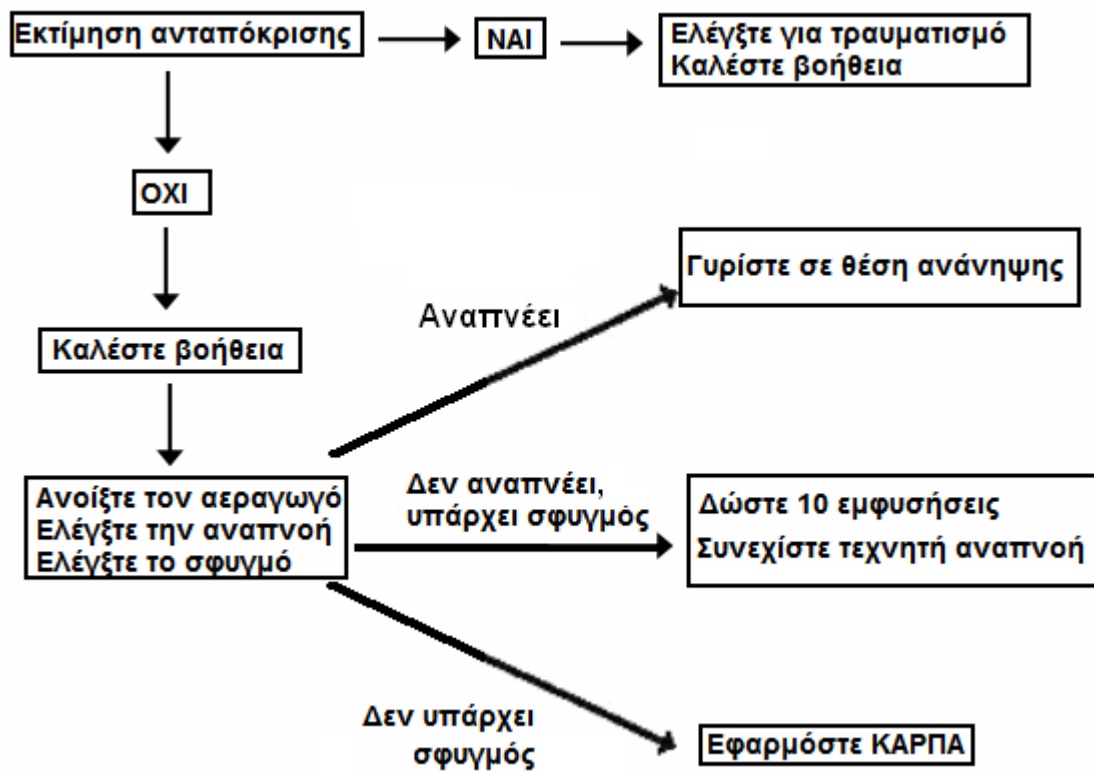 Εκτίμηση ανταπόκρισης
ΝΑΙ
Ελέγξτε για τραυματισμό
Καλέστε βοήθεια
ΟΧΙ
Καλέστε βοήθεια
Ανοίξτε τον αεραγωγό
Ελέγξτε την αναπνοή
Ελέγξτε το σφυγμό
Αναπνέει
Γυρίστε σε θέση ανάνηψης
Δεν αναπνέει,
υπάρχει σφυγμός
Δώστε 10 εμφυσήσεις
Συνεχίστε τεχνητή αναπνοή
Δεν υπάρχει
σφυγμός
Εφαρμόστε ΚΑΡΠΑ